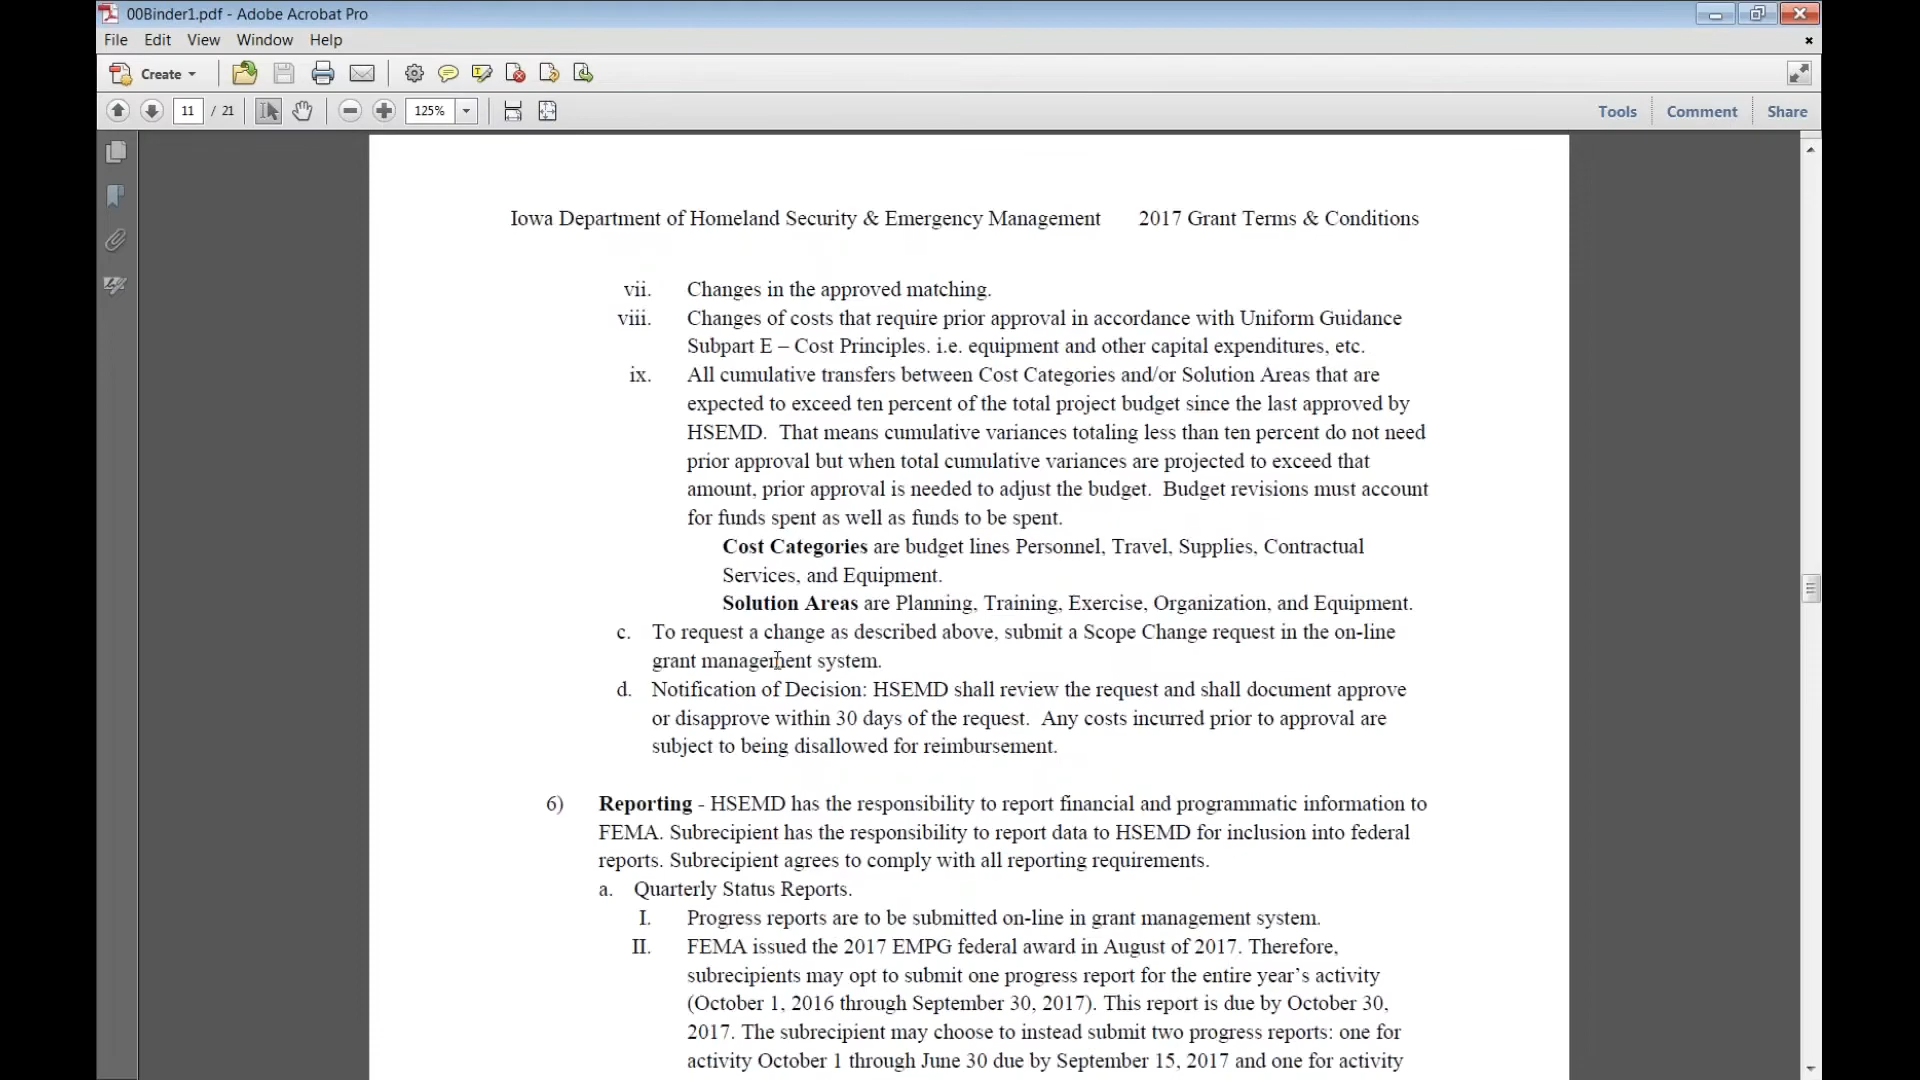 00Binder1.pdf - Adobe Acrobat Pro
File Edit View Window Help
Create
11 / 21 125% Tools Comment Share
Iowa Department of Homeland Security & Emergency Management 2017 Grant Terms & Conditions
vii. Changes in the approved matching.
viii. Changes of costs that require prior approval in accordance with Uniform Guidance
Subpart E – Cost Principles. i.e. equipment and other capital expenditures, etc.
ix. All cumulative transfers between Cost Categories and/or Solution Areas that are
expected to exceed ten percent of the total project budget since the last approved by
HSEMD. That means cumulative variances totaling less than ten percent do not need
prior approval but when total cumulative variances are projected to exceed that
amount, prior approval is needed to adjust the budget. Budget revisions must account
for funds spent as well as funds to be spent.
Cost Categories are budget lines Personnel, Travel, Supplies, Contractual
Services, and Equipment.
Solution Areas are Planning, Training, Exercise, Organization, and Equipment.
c. To request a change as described above, submit a Scope Change request in the on-line
grant management system.
d. Notification of Decision: HSEMD shall review the request and shall document approve
or disapprove within 30 days of the request. Any costs incurred prior to approval are
subject to being disallowed for reimbursement.
6) Reporting - HSEMD has the responsibility to report financial and programmatic information to
FEMA. Subrecipient has the responsibility to report data to HSEMD for inclusion into federal
reports. Subrecipient agrees to comply with all reporting requirements.
a. Quarterly Status Reports.
I. Progress reports are to be submitted on-line in grant management system.
II. FEMA issued the 2017 EMPG federal award in August of 2017. Therefore,
subrecipients may opt to submit one progress report for the entire year’s activity
(October 1, 2016 through September 30, 2017). This report is due by October 30,
2017. The subrecipient may choose to instead submit two progress reports: one for
activity October 1 through June 30 due by September 15, 2017 and one for activity